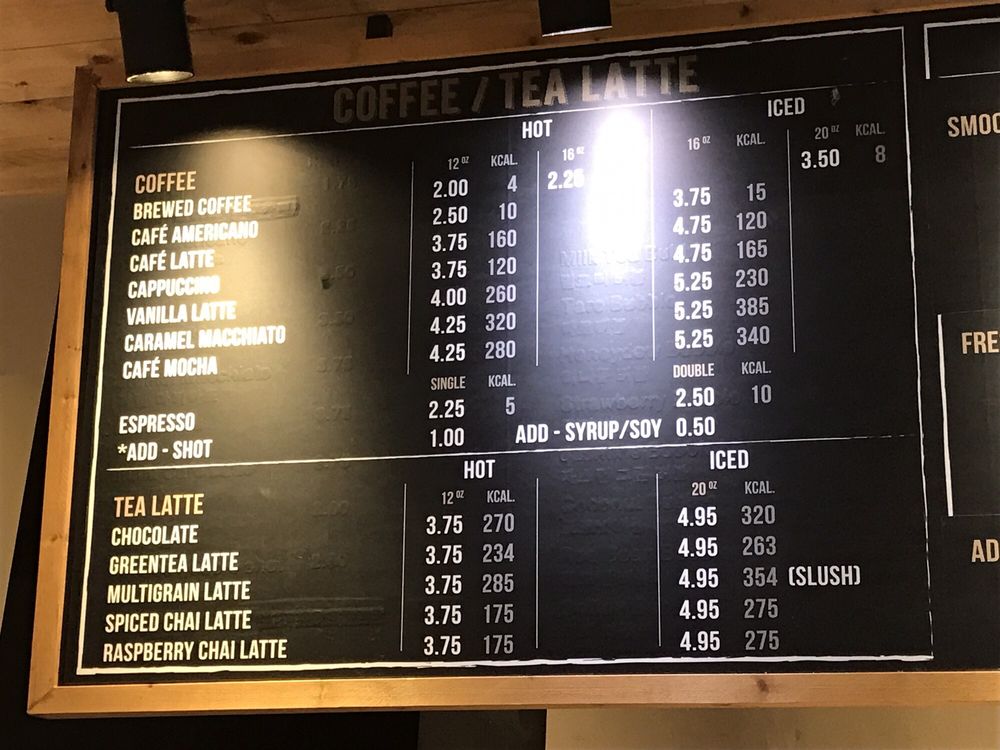 COFFEE / TEA LATTE
HOT ICED
COFFEE 12 OZ KCAL. 16 OZ 16 OZ KCAL. 20 OZ KCAL.
BREWED COFFEE 2.00 4 2.25 3.50 8
CAFÉ AMERICANO 2.50 10 3.75 15
CAFÉ LATTE 3.75 160 4.75 120
CAPPUCCINO 3.75 120 4.75 165
VANILLA LATTE 4.00 260 5.25 230
CARAMEL MACCHIATO 4.25 320 5.25 385
CAFÉ MOCHA 4.25 280 5.25 340
SINGLE KCAL. DOUBLE KCAL.
ESPRESSO 2.25 5 2.50 10
*ADD - SHOT 1.00 ADD - SYRUP/SOY 0.50
HOT ICED
TEA LATTE 12 OZ KCAL. 20 OZ KCAL.
CHOCOLATE 3.75 270 4.95 320
GREENTEA LATTE 3.75 234 4.95 263
MULTIGRAIN LATTE 3.75 285 4.95 354 (SLUSH)
SPICED CHAI LATTE 3.75 175 4.95 275
RASPBERRY CHAI LATTE 3.75 175 4.95 275
SMOO
FRE
AD